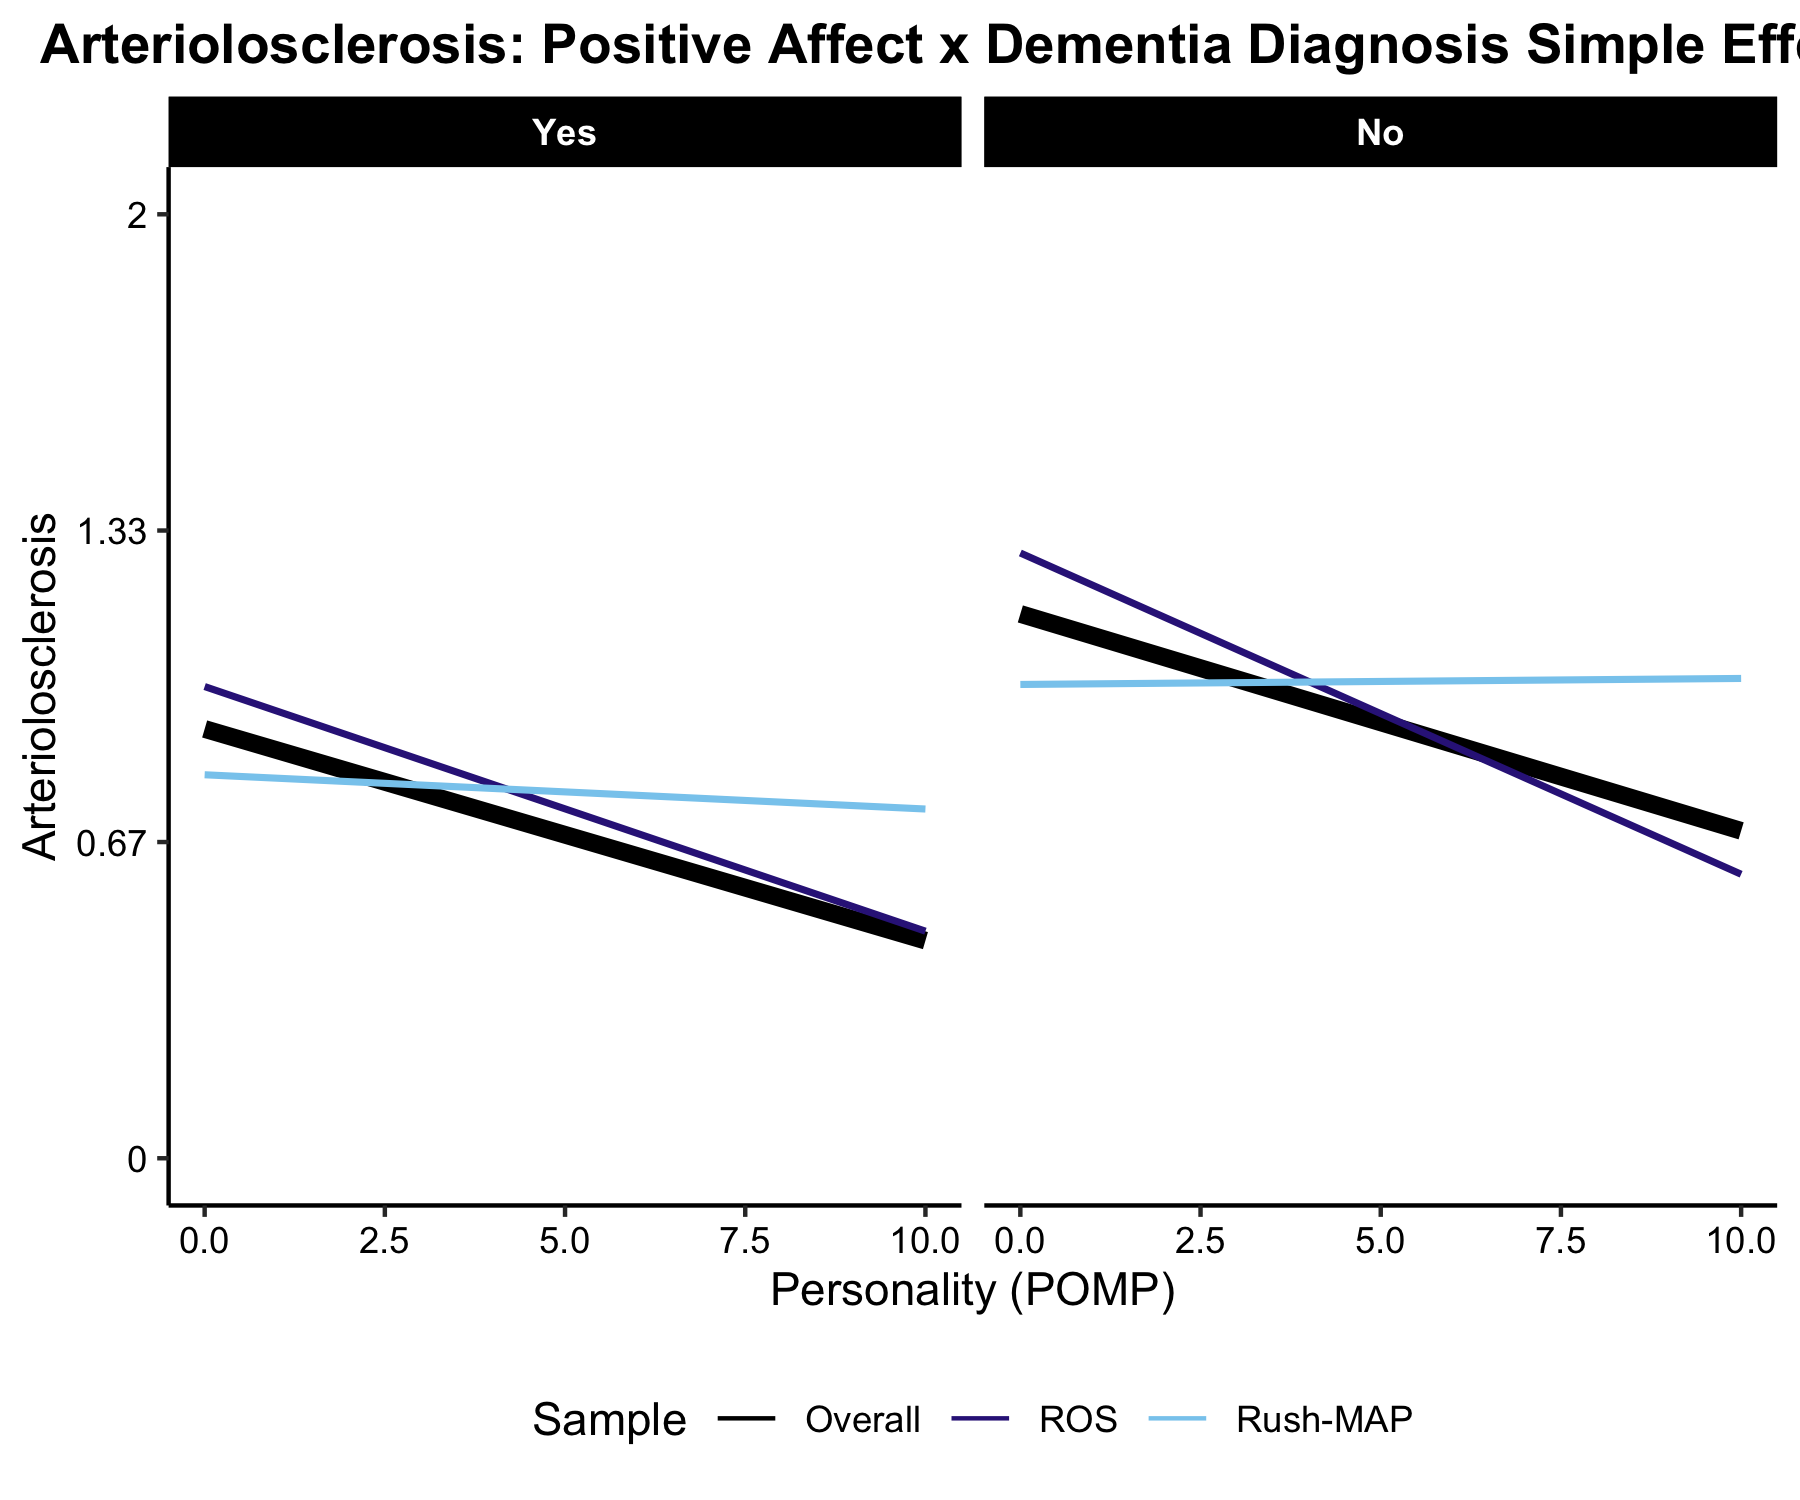 Arteriolosclerosis: Positive Affect x Dementia Diagnosis Simple
Yes
No
2
1.33
0.67
0
Arteriolosclerosis
0.0 2.5 5.0 7.5 10.0 0.0 2.5 5.0 7.5 10.0
Personality (POMP)
Sample Overall ROS Rush-MAP